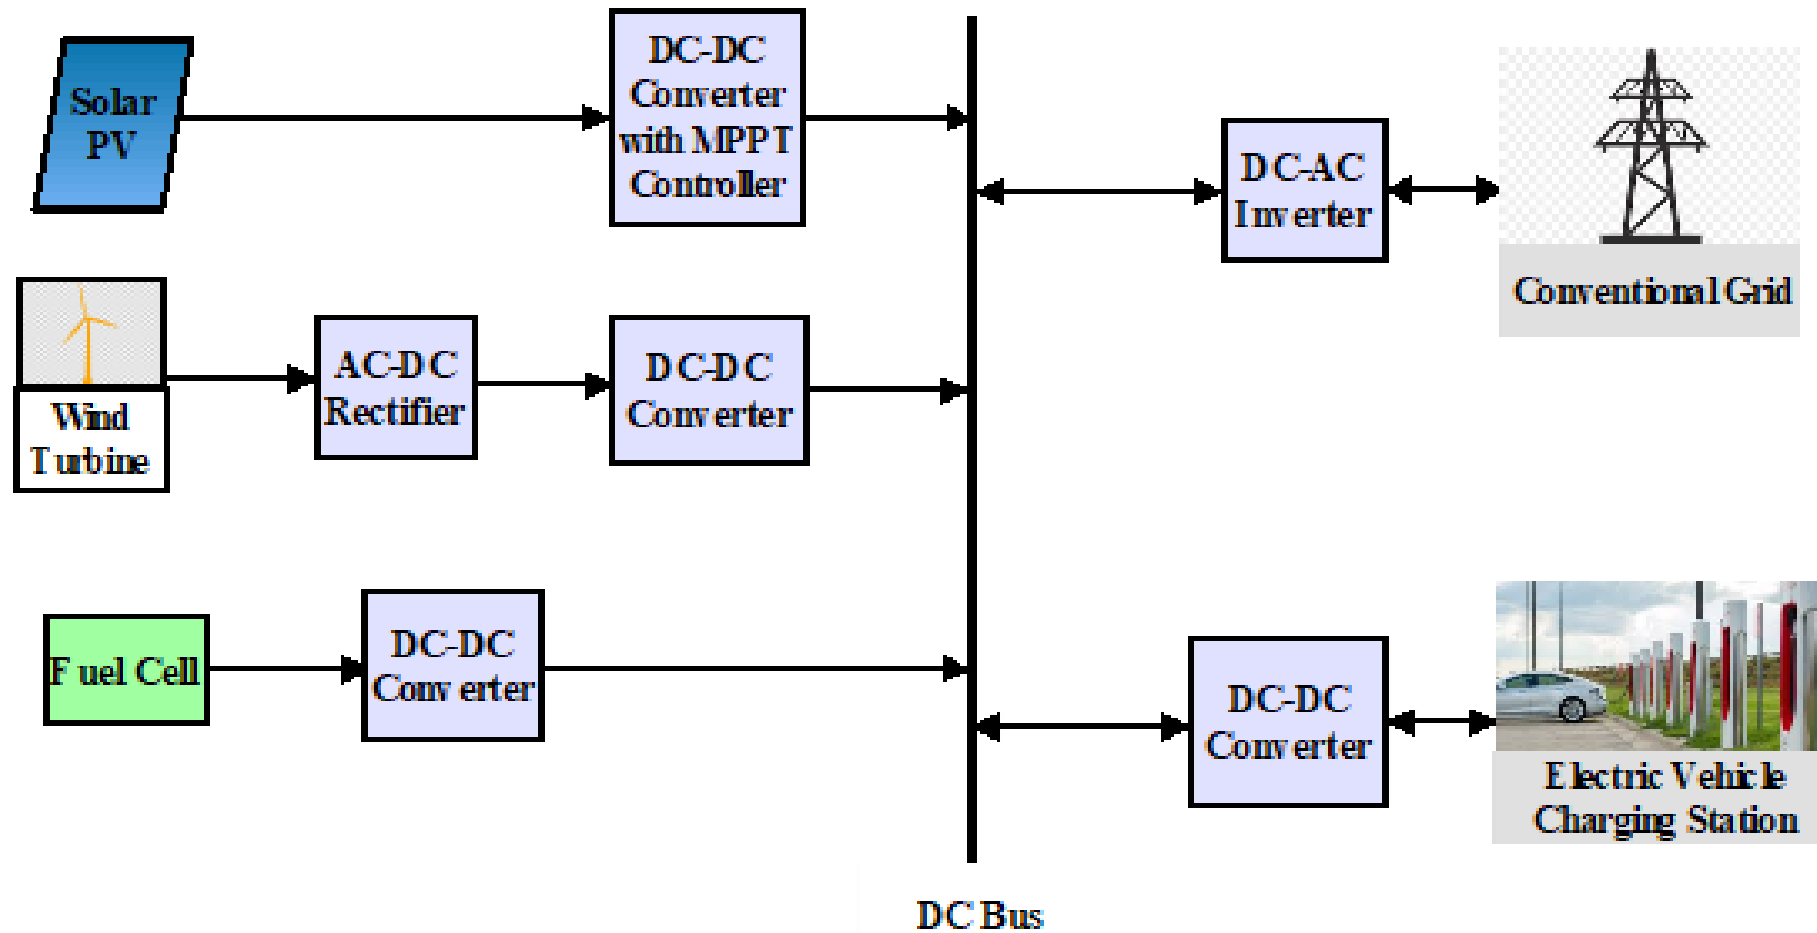 Solar
PV
DC-DC
Converter
with MPPT
Controller
DC-AC
Inverter
Conventional Grid
Wind
Turbine
AC-DC
Rectifier
DC-DC
Converter
Fuel Cell
DC-DC
Converter
DC-DC
Converter
Electric Vehicle
Charging Station
DC Bus